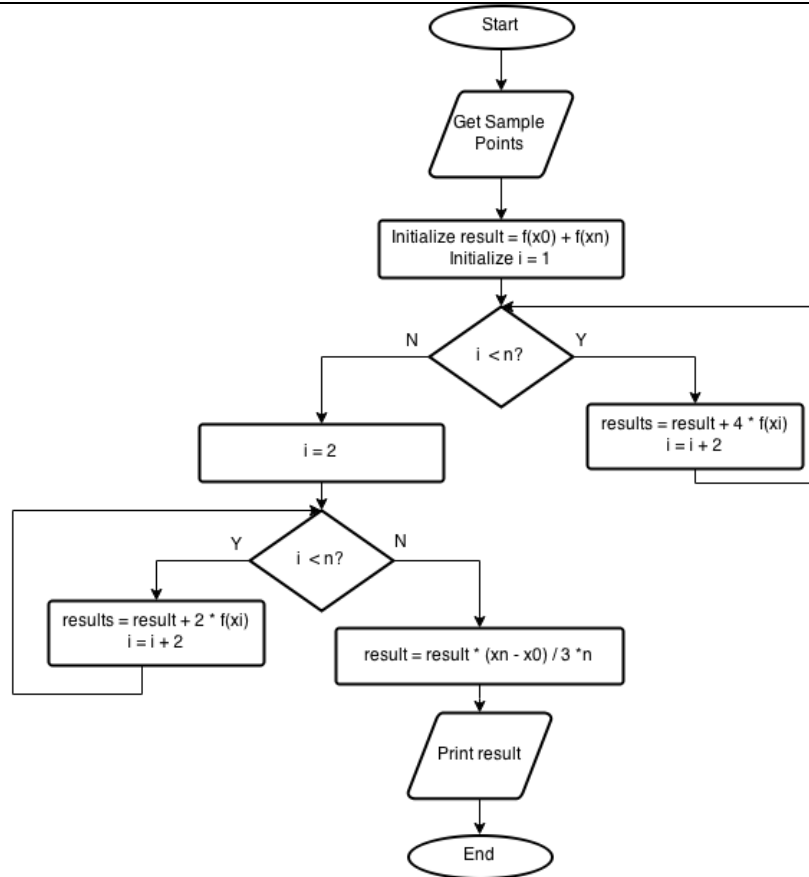 Start
Get Sample
Points
Initialize result = f(x0) + f(xn)
Initialize i = 1
i < n?
N
Y
results = result + 4 * f(xi)
i = i + 2
i = 2
i < n?
Y
N
results = result + 2 * f(xi)
i = i + 2
result = result * (xn - x0) / 3 *n
Print result
End